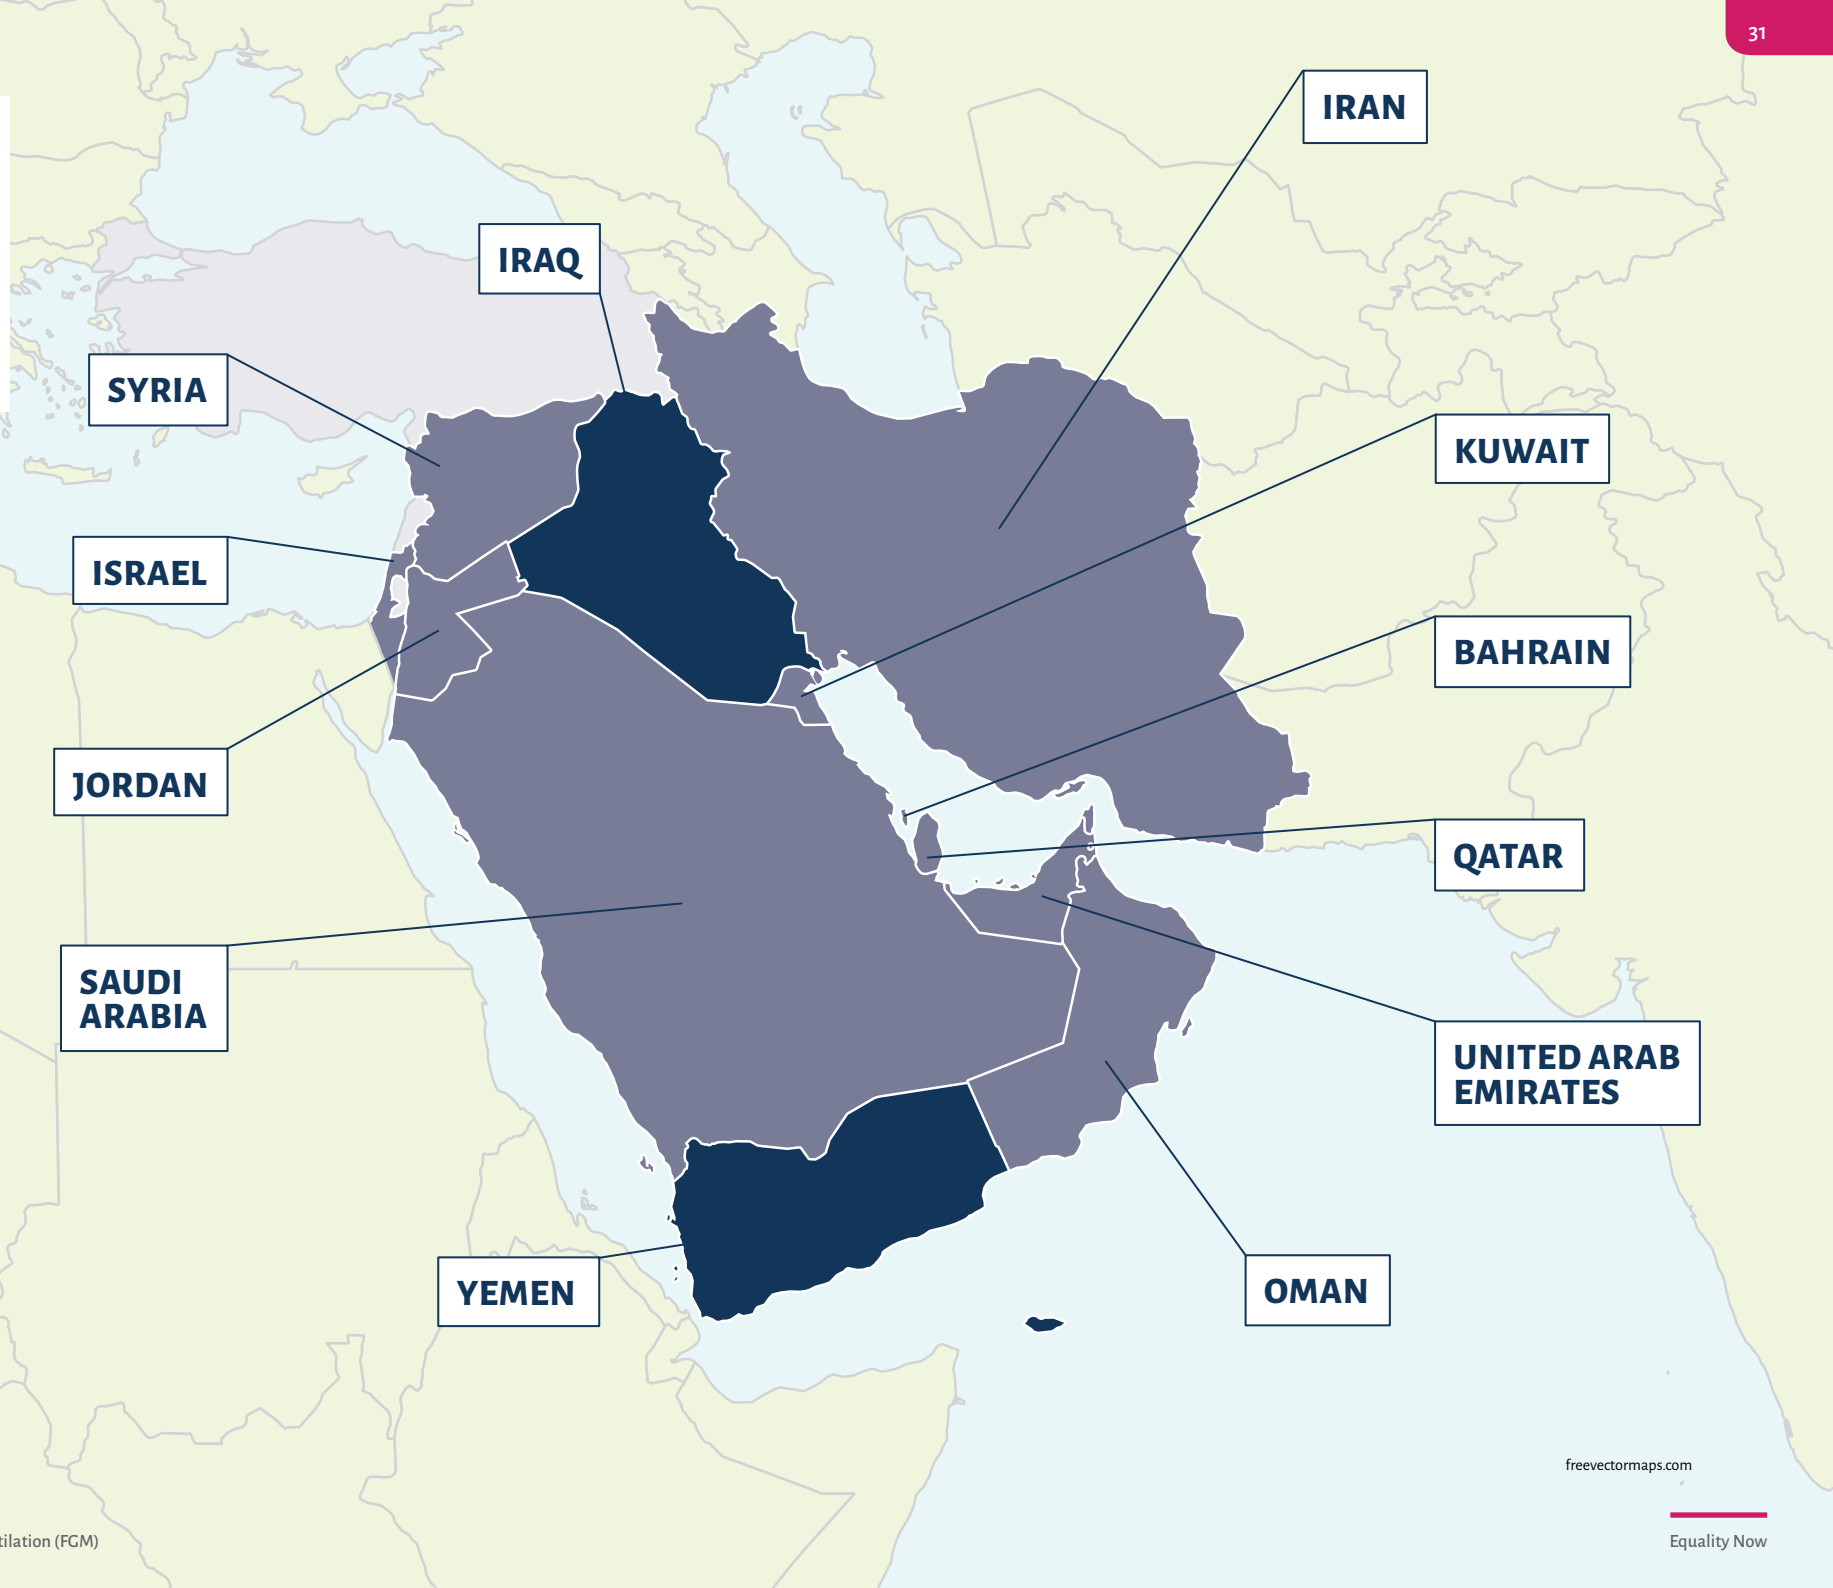 31
IRAN
IRAQ
SYRIA
KUWAIT
ISRAEL
BAHRAIN
JORDAN
QATAR
SAUDI
ARABIA
UNITED ARAB
EMIRATES
YEMEN
OMAN
freevectormaps.com
(FGM)
Equality Now